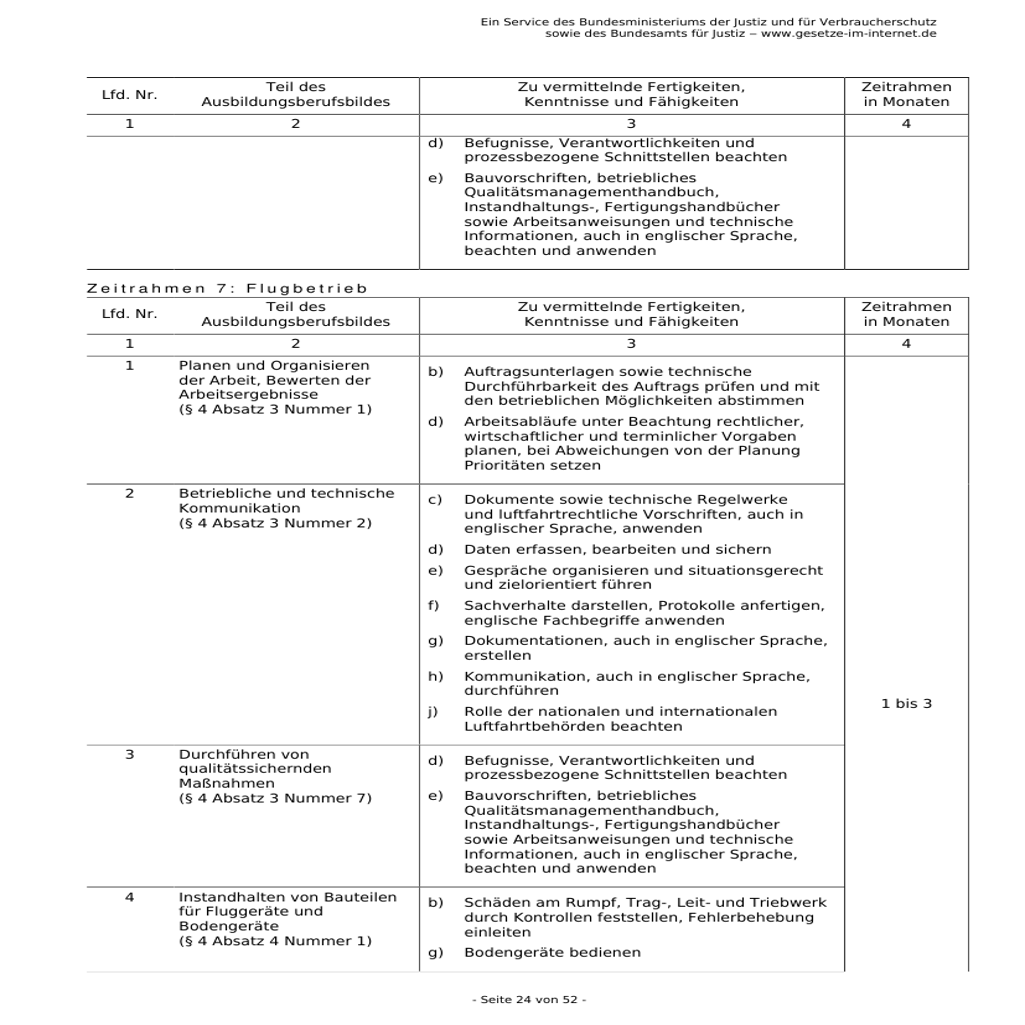 Ein Service des Bundesministeriums der Justiz und für Verbraucherschutz
sowie des Bundesamts für Justiz – www.gesetze-im-internet.de
Lfd. Nr.
Teil des
Ausbildungsberufsbildes
Zu vermittelnde Fertigkeiten,
Kenntnisse und Fähigkeiten
Zeitrahmen
in Monaten
1
2
3
4
d) Befugnisse, Verantwortlichkeiten und
prozessbezogene Schnittstellen beachten
e) Bauvorschriften, betriebliches
Qualitätsmanagementhandbuch,
Instandhaltungs-, Fertigungshandbücher
sowie Arbeitsanweisungen und technische
Informationen, auch in englischer Sprache,
beachten und anwenden
Zeitrahmen 7: Flugbetrieb
Lfd. Nr.
Teil des
Ausbildungsberufsbildes
Zu vermittelnde Fertigkeiten,
Kenntnisse und Fähigkeiten
Zeitrahmen
in Monaten
1
2
3
4
1
Planen und Organisieren
der Arbeit, Bewerten der
Arbeitsergebnisse
(§ 4 Absatz 3 Nummer 1)
b) Auftragsunterlagen sowie technische
Durchführbarkeit des Auftrags prüfen und mit
den betrieblichen Möglichkeiten abstimmen
d) Arbeitsabläufe unter Beachtung rechtlicher,
wirtschaftlicher und terminlicher Vorgaben
planen, bei Abweichungen von der Planung
Prioritäten setzen
2
Betriebliche und technische
Kommunikation
(§ 4 Absatz 3 Nummer 2)
c) Dokumente sowie technische Regelwerke
und luftfahrtrechtliche Vorschriften, auch in
englischer Sprache, anwenden
d) Daten erfassen, bearbeiten und sichern
e) Gespräche organisieren und situationsgerecht
und zielorientiert führen
f) Sachverhalte darstellen, Protokolle anfertigen,
englische Fachbegriffe anwenden
g) Dokumentationen, auch in englischer Sprache,
erstellen
h) Kommunikation, auch in englischer Sprache,
durchführen
j) Rolle der nationalen und internationalen
Luftfahrtbehörden beachten
1 bis 3
3
Durchführen von
qualitätssichernden
Maßnahmen
(§ 4 Absatz 3 Nummer 7)
d) Befugnisse, Verantwortlichkeiten und
prozessbezogene Schnittstellen beachten
e) Bauvorschriften, betriebliches
Qualitätsmanagementhandbuch,
Instandhaltungs-, Fertigungshandbücher
sowie Arbeitsanweisungen und technische
Informationen, auch in englischer Sprache,
beachten und anwenden
4
Instandhalten von Bauteilen
für Fluggeräte und
Bodengeräte
(§ 4 Absatz 4 Nummer 1)
b) Schäden am Rumpf, Trag-, Leit- und Triebwerk
durch Kontrollen feststellen, Fehlerbehebung
einleiten
g) Bodengeräte bedienen
- Seite 24 von 52 -